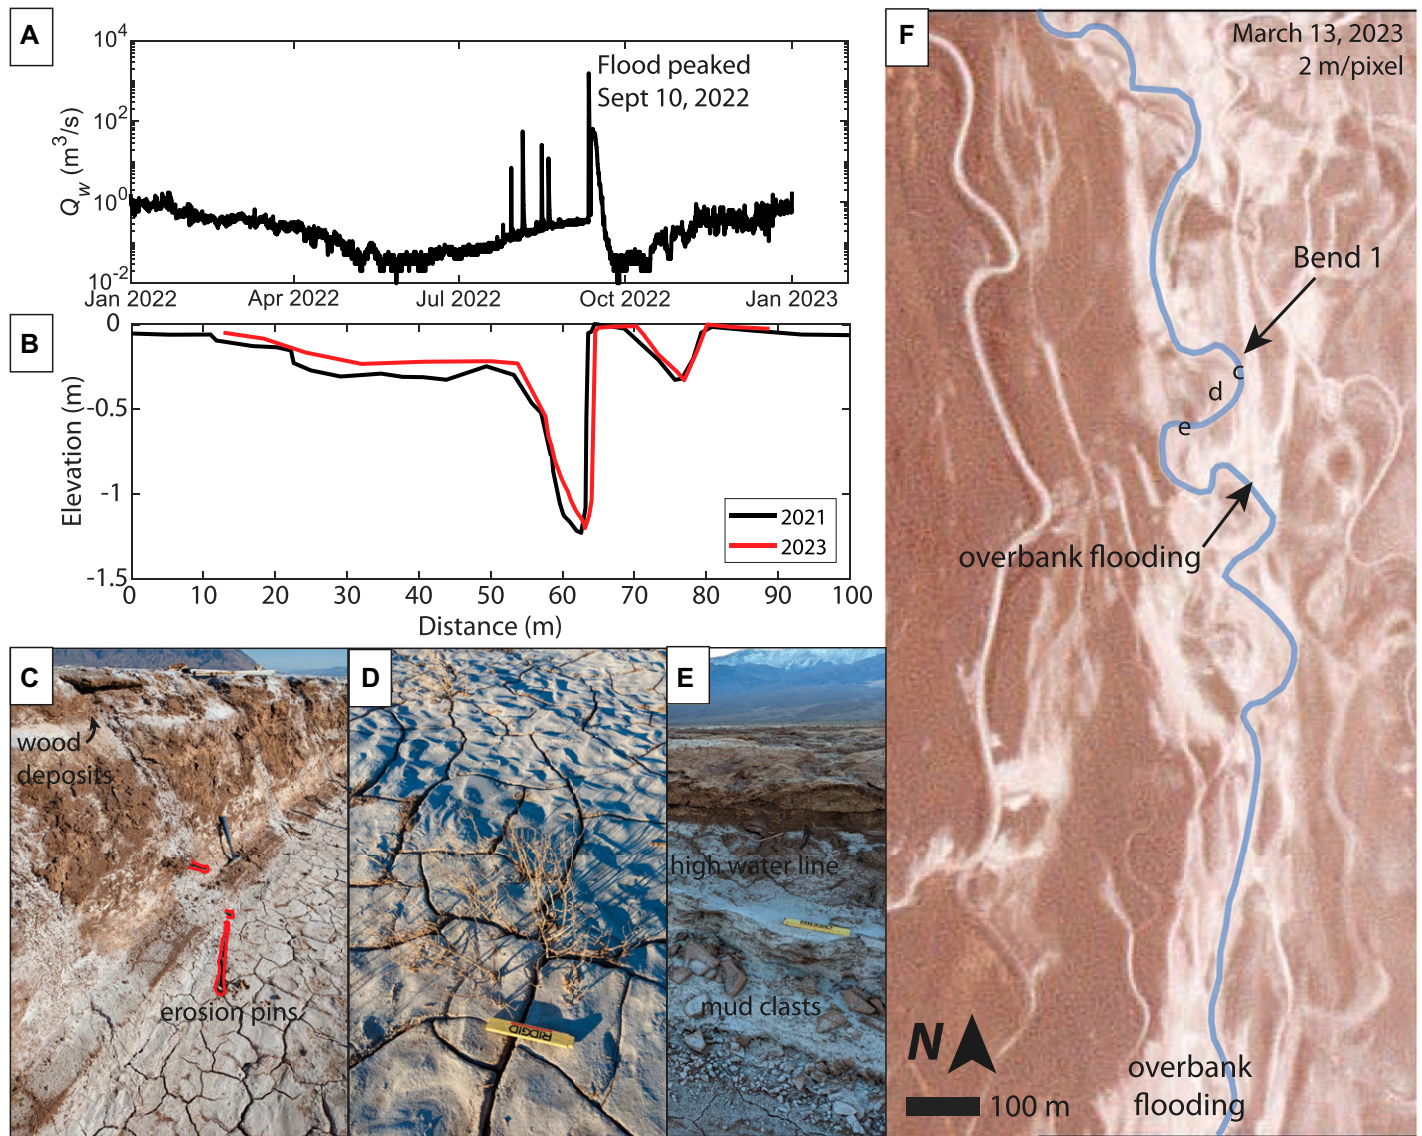 A
10^4
10^2
10^0
10^-2
Q_w (m^3/s)
Flood peaked
Sept 10, 2022
Jan 2022
Apr 2022
Jul 2022
Oct 2022
Jan 2023
B
0
-0.5
-1
-1.5
Elevation (m)
2021
2023
0 10 20 30 40 50 60 70 80 90 100
Distance (m)
C
wood
deposits
erosion pins
D
RIDGID
E
high water line
RIDGID
mud clasts
F
March 13, 2023
2 m/pixel
Bend 1
c
d
e
overbank flooding
N
100 m
overbank
flooding